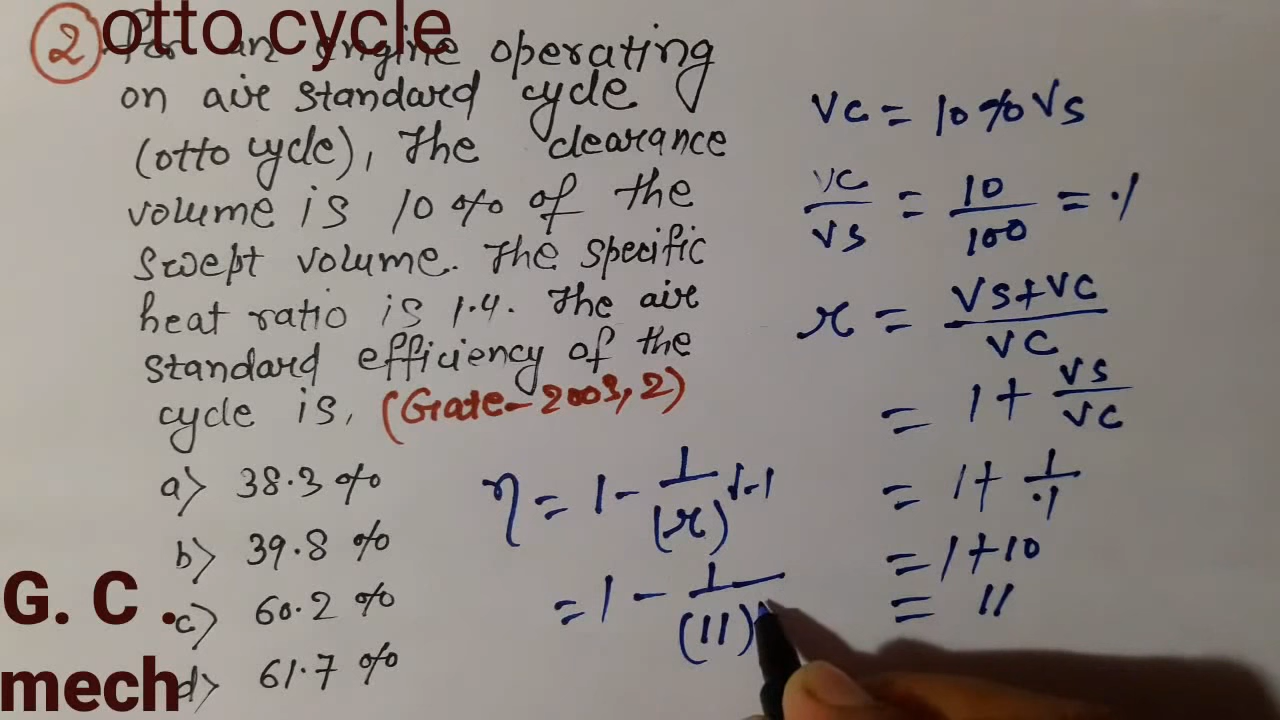 otto cycle
2 For an engine operating
on air standard cycle
(otto cycle), The clearance
volume is 10 % of the
swept volume. The specific
heat ratio is 1.4. The air
standard efficiency of the
cycle is, (Gate-2003, 2)
a) 38.3 %
b) 39.8 %
c) 60.2 %
d) 61.7 %
G. C .
mech
η = 1 - 1/(r)^γ-1
= 1 - 1/(11)
VC = 10 % VS
VC/VS = 10/100 = .1
r = VS+VC/VC
= 1 + VS/VC
= 1 + 1/.1
= 1+10
= 11